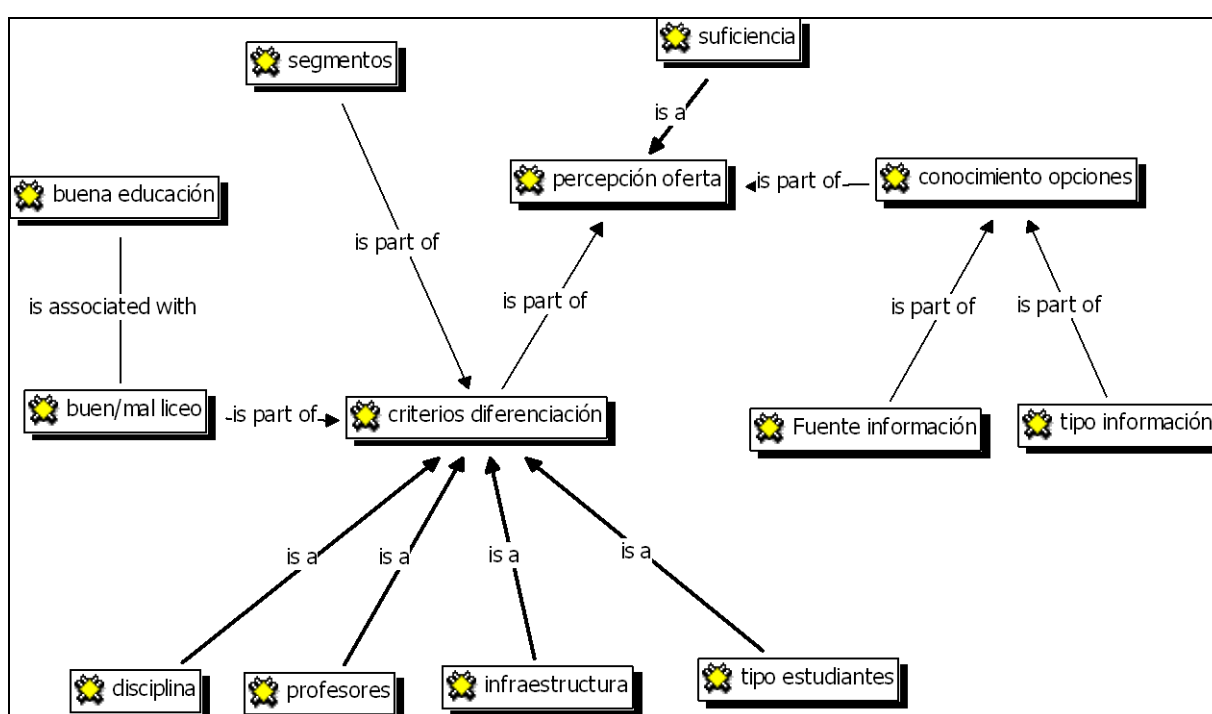 suficiencia
segmentos
is a
percepción oferta
is part of
conocimiento opciones
buena educación
is part of
is associated with
is part of
is part of
is part of
buen/mal liceo
is part of
criterios diferenciación
Fuente información
tipo información
is a
is a
is a
is a
disciplina
profesores
infraestructura
tipo estudiantes